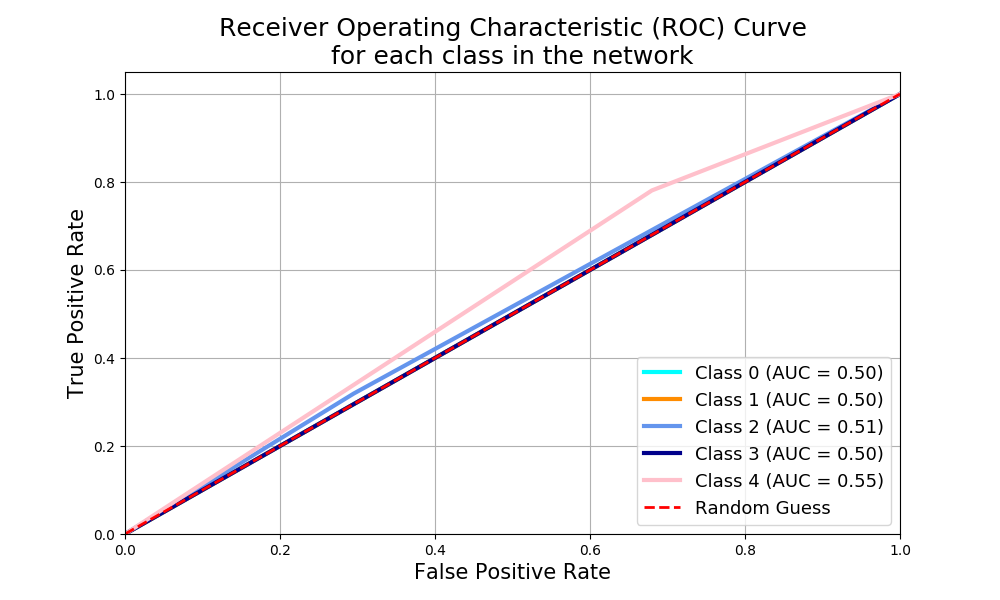 Receiver Operating Characteristic (ROC) Curve
for each class in the network
True Positive Rate
1.0
0.8
0.6
0.4
0.2
0.0
Class 0 (AUC = 0.50)
Class 1 (AUC = 0.50)
Class 2 (AUC = 0.51)
Class 3 (AUC = 0.50)
Class 4 (AUC = 0.55)
Random Guess
0.0 0.2 0.4 0.6 0.8 1.0
False Positive Rate